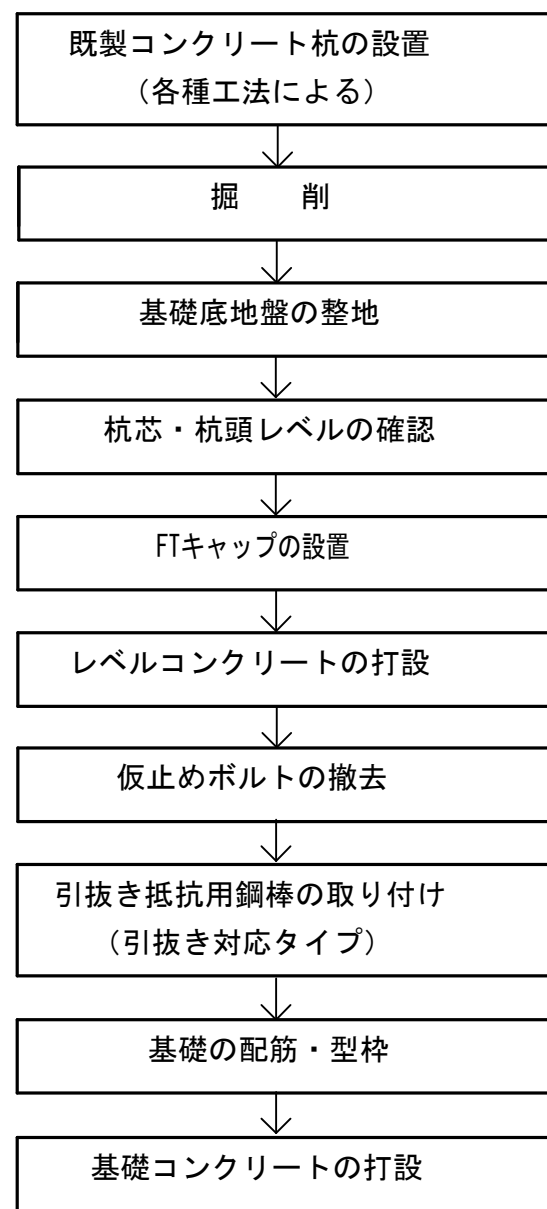 既製コンクリート杭の設置
（各種工法による）
掘　　削
基礎底地盤の整地
杭芯・杭頭レベルの確認
FTキャップの設置
レベルコンクリートの打設
仮止めボルトの撤去
引抜き抵抗用鋼棒の取り付け
（引抜き対応タイプ）
基礎の配筋・型枠
基礎コンクリートの打設